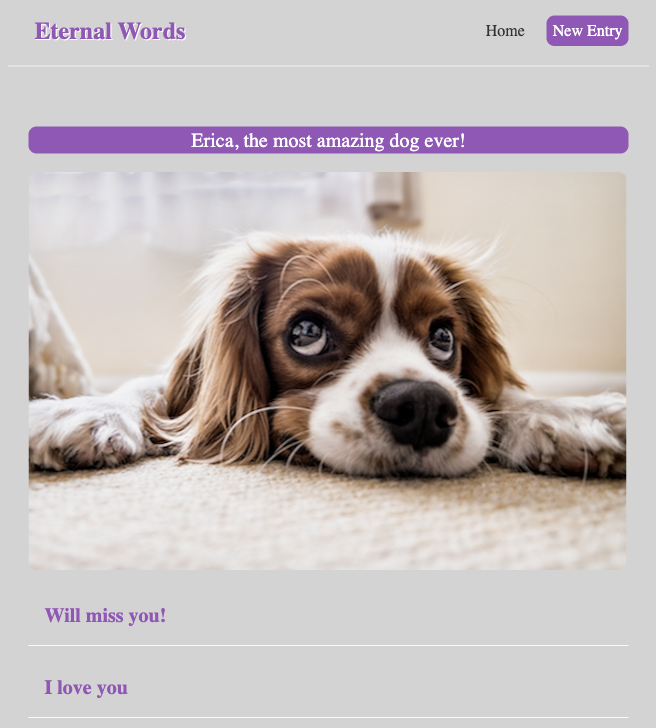 Eternal Words
Home New Entry
Erica, the most amazing dog ever!
Will miss you!
I love you